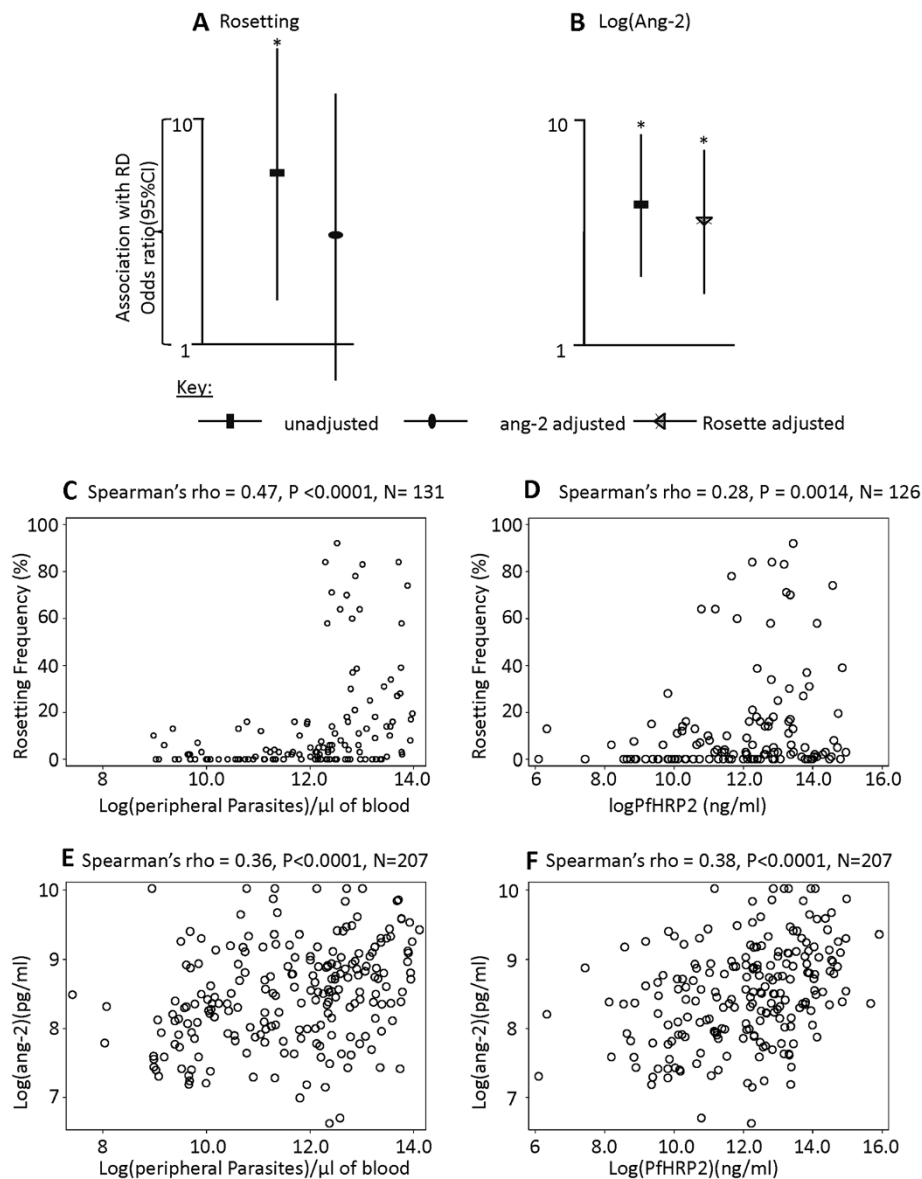 A Rosetting
B Log(Ang-2)
*
*
*
10
10
Association with RD
Odds ratio(95%CI)
1
1
Key:
unadjusted
ang-2 adjusted
Rosette adjusted
C Spearman's rho = 0.47, P <0.0001, N= 131
D Spearman's rho = 0.28, P = 0.0014, N= 126
Rosetting Frequency (%)
100
80
60
40
20
0
8
10.0
12.0
14.0
Log(peripheral Parasites)/μl of blood
Rosetting Frequency (%)
100
80
60
40
20
0
6
8
10.0
12.0
14.0
16.0
logPfHRP2 (ng/ml)
E Spearman's rho = 0.36, P<0.0001, N=207
F Spearman's rho = 0.38, P<0.0001, N=207
Log(ang-2)(pg/ml)
10
9
8
7
8
10.0
12.0
14.0
Log(peripheral Parasites)/μl of blood
Log(ang-2)(pg/ml)
10
9
8
7
6
8
10.0
12.0
14.0
16.0
Log(PfHRP2)(ng/ml)